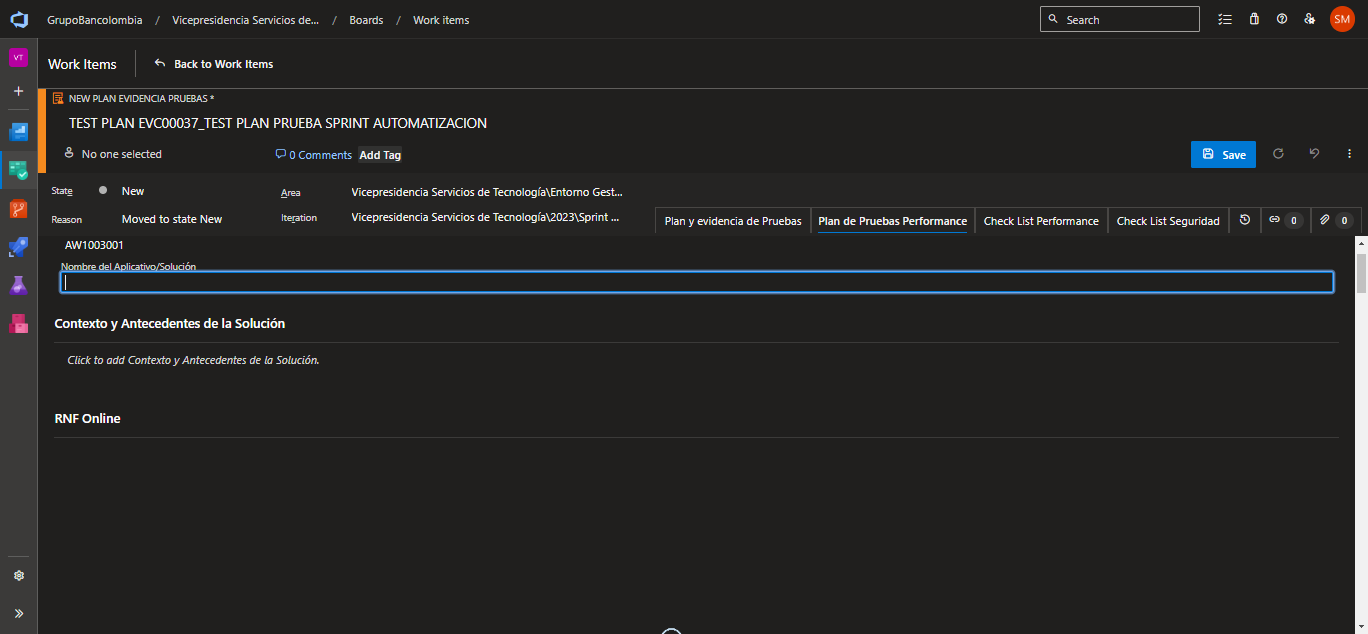 GrupoBancolombia / Vicepresidencia Servicios de... / Boards / Work items
Search
SM
VT
Work Items
Back to Work Items
NEW PLAN EVIDENCIA PRUEBAS *
TEST PLAN EVC00037_TEST PLAN PRUEBA SPRINT AUTOMATIZACION
No one selected
0 Comments
Add Tag
Save
State
New
Area
Vicepresidencia Servicios de Tecnología\Entorno Gest...
Reason
Moved to state New
Iteration
Vicepresidencia Servicios de Tecnología\2023\Sprint ...
Plan y evidencia de Pruebas
Plan de Pruebas Performance
Check List Performance
Check List Seguridad
0
0
AW1003001
Nombre del Aplicativo/Solución
Contexto y Antecedentes de la Solución
Click to add Contexto y Antecedentes de la Solución.
RNF Online